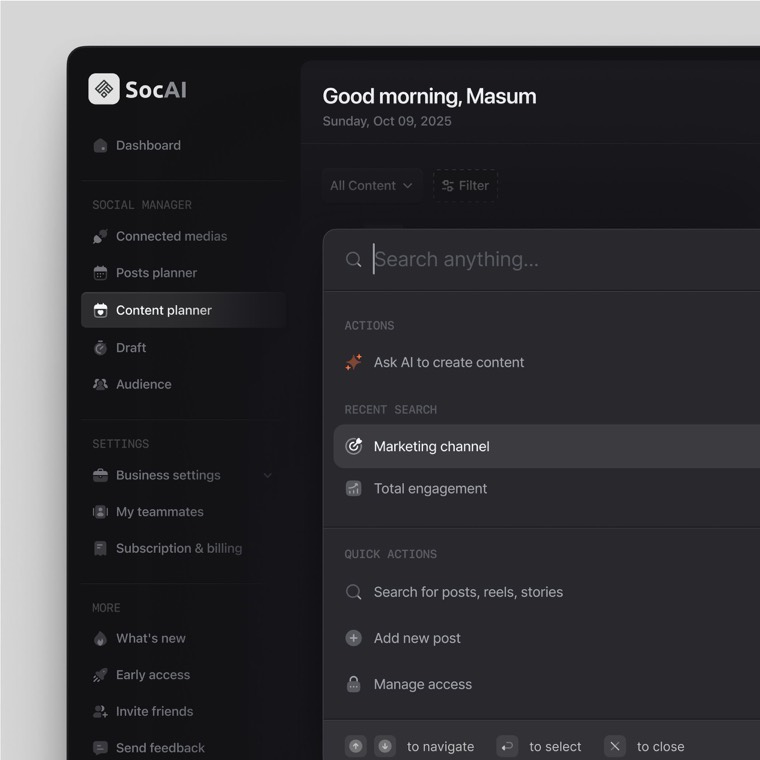 SocAI
Dashboard
SOCIAL MANAGER
Connected medias
Posts planner
Content planner
Draft
Audience
SETTINGS
Business settings
My teammates
Subscription & billing
MORE
What's new
Early access
Invite friends
Send feedback
Good morning, Masum
Sunday, Oct 09, 2025
All Content
Filter
Search anything...
ACTIONS
Ask AI to create content
RECENT SEARCH
Marketing channel
Total engagement
QUICK ACTIONS
Search for posts, reels, stories
Add new post
Manage access
to navigate to select to close